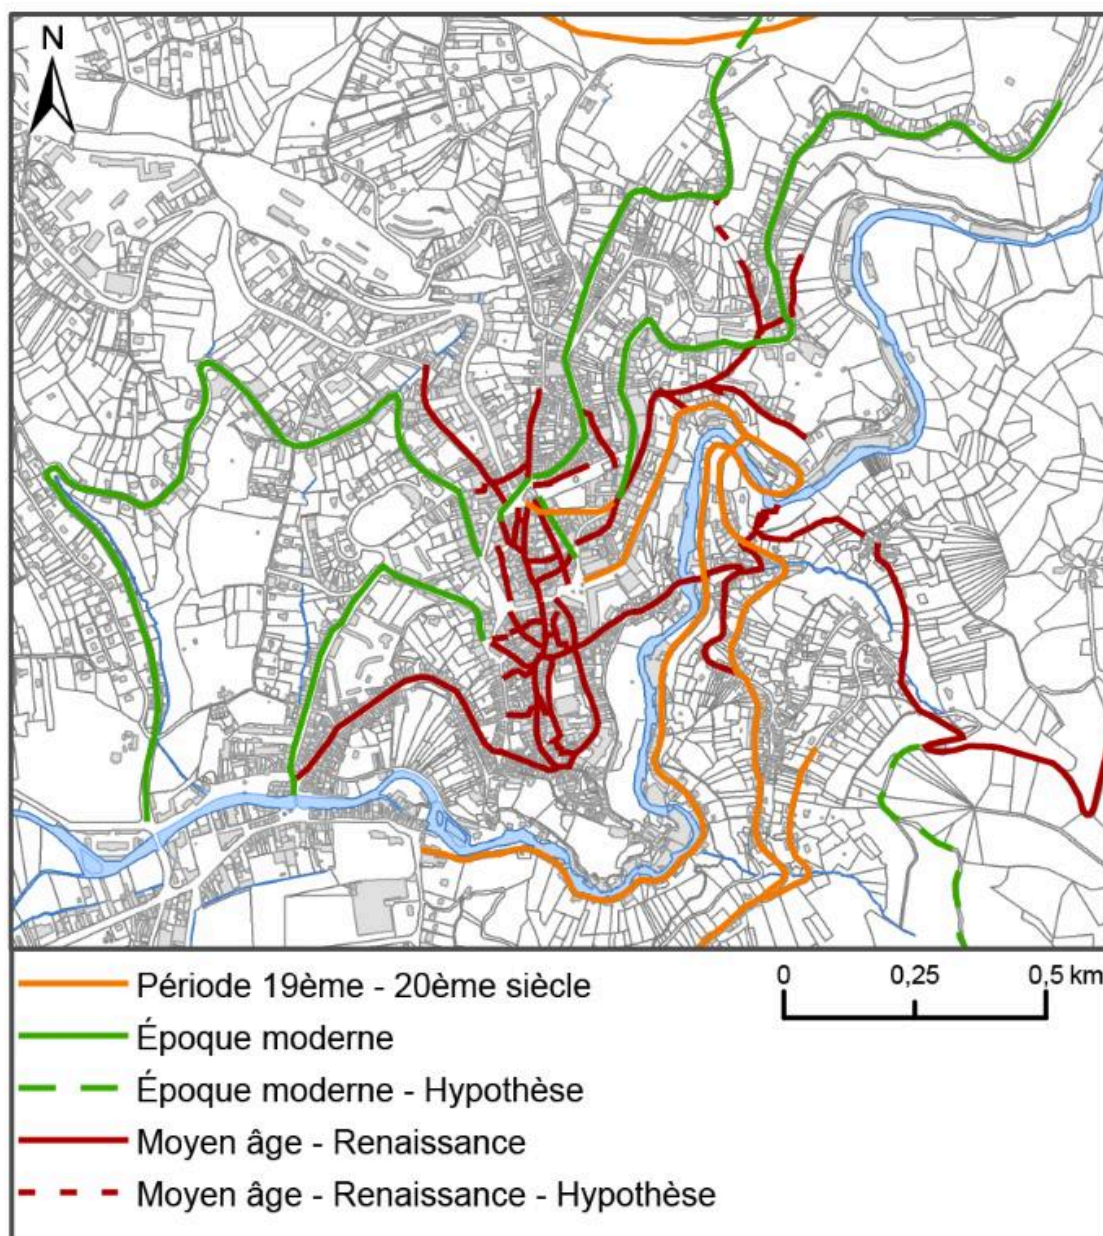 N
Période 19ème - 20ème siècle
0 0,25 0,5 km
Époque moderne
Époque moderne - Hypothèse
Moyen âge - Renaissance
Moyen âge - Renaissance - Hypothèse